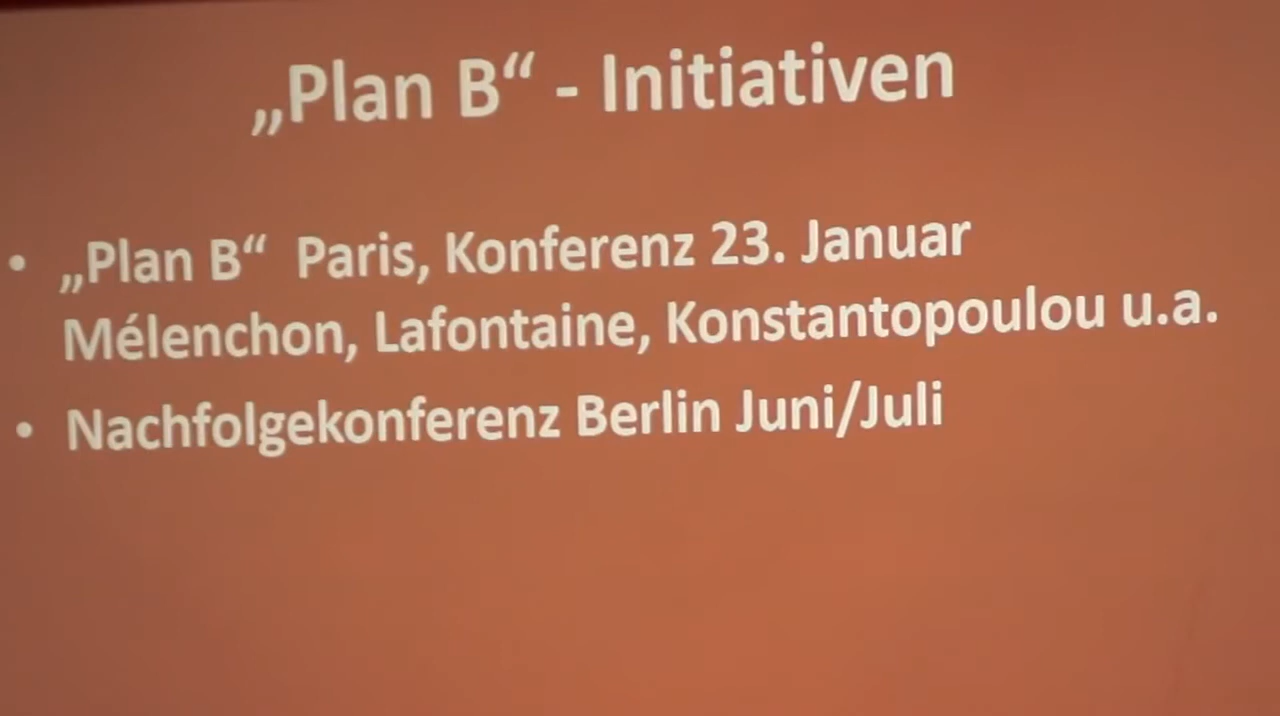 „Plan B“ - Initiativen
• „Plan B“ Paris, Konferenz 23. Januar
Mélenchon, Lafontaine, Konstantopoulou u.a.
• Nachfolgekonferenz Berlin Juni/Juli